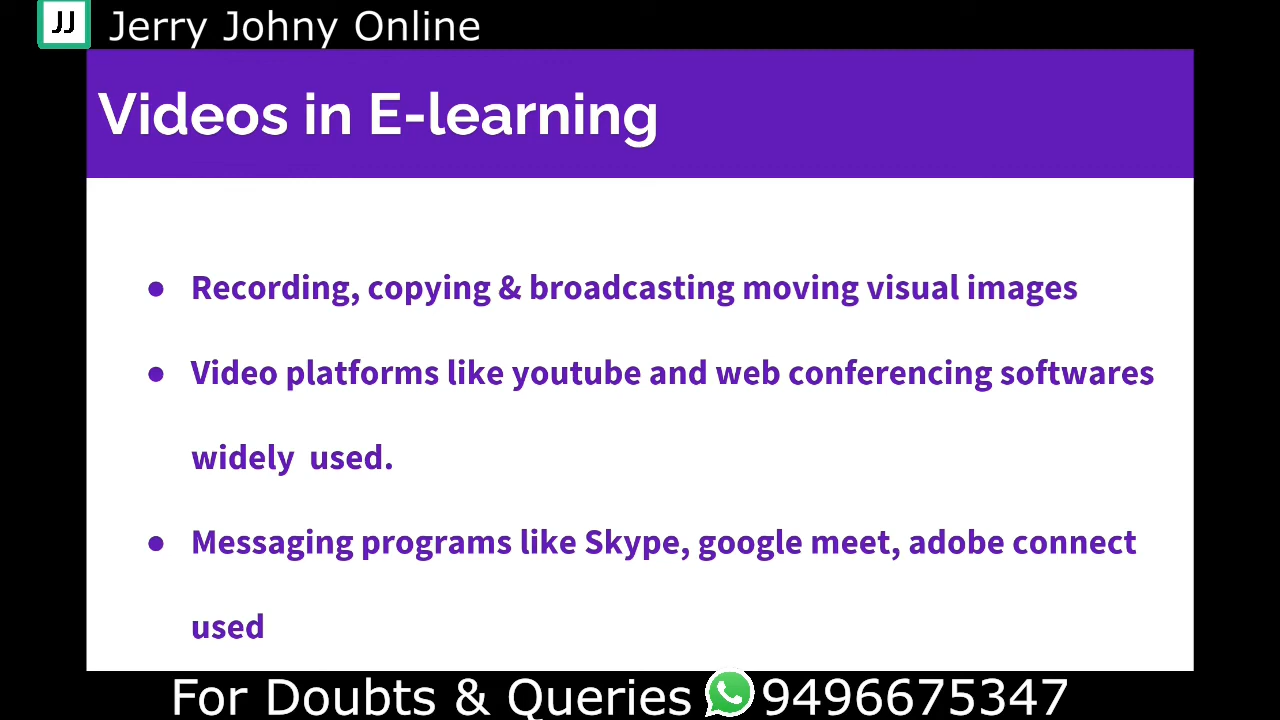 JJ Jerry Johny Online
Videos in E-learning
● Recording, copying & broadcasting moving visual images
● Video platforms like youtube and web conferencing softwares
widely used.
● Messaging programs like Skype, google meet, adobe connect
used
For Doubts & Queries 9496675347